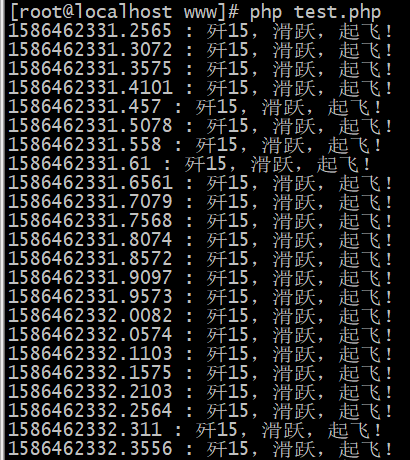 [root@localhost www]# php test.php
1586462331.2565 : 歼15，滑跃，起飞！
1586462331.3072 : 歼15，滑跃，起飞！
1586462331.3575 : 歼15，滑跃，起飞！
1586462331.4101 : 歼15，滑跃，起飞！
1586462331.457 : 歼15，滑跃，起飞！
1586462331.5078 : 歼15，滑跃，起飞！
1586462331.558 : 歼15，滑跃，起飞！
1586462331.61 : 歼15，滑跃，起飞！
1586462331.6561 : 歼15，滑跃，起飞！
1586462331.7079 : 歼15，滑跃，起飞！
1586462331.7568 : 歼15，滑跃，起飞！
1586462331.8074 : 歼15，滑跃，起飞！
1586462331.8572 : 歼15，滑跃，起飞！
1586462331.9097 : 歼15，滑跃，起飞！
1586462331.9573 : 歼15，滑跃，起飞！
1586462332.0082 : 歼15，滑跃，起飞！
1586462332.0574 : 歼15，滑跃，起飞！
1586462332.1103 : 歼15，滑跃，起飞！
1586462332.1575 : 歼15，滑跃，起飞！
1586462332.2103 : 歼15，滑跃，起飞！
1586462332.2564 : 歼15，滑跃，起飞！
1586462332.311 : 歼15，滑跃，起飞！
1586462332.3556 : 歼15，滑跃，起飞！